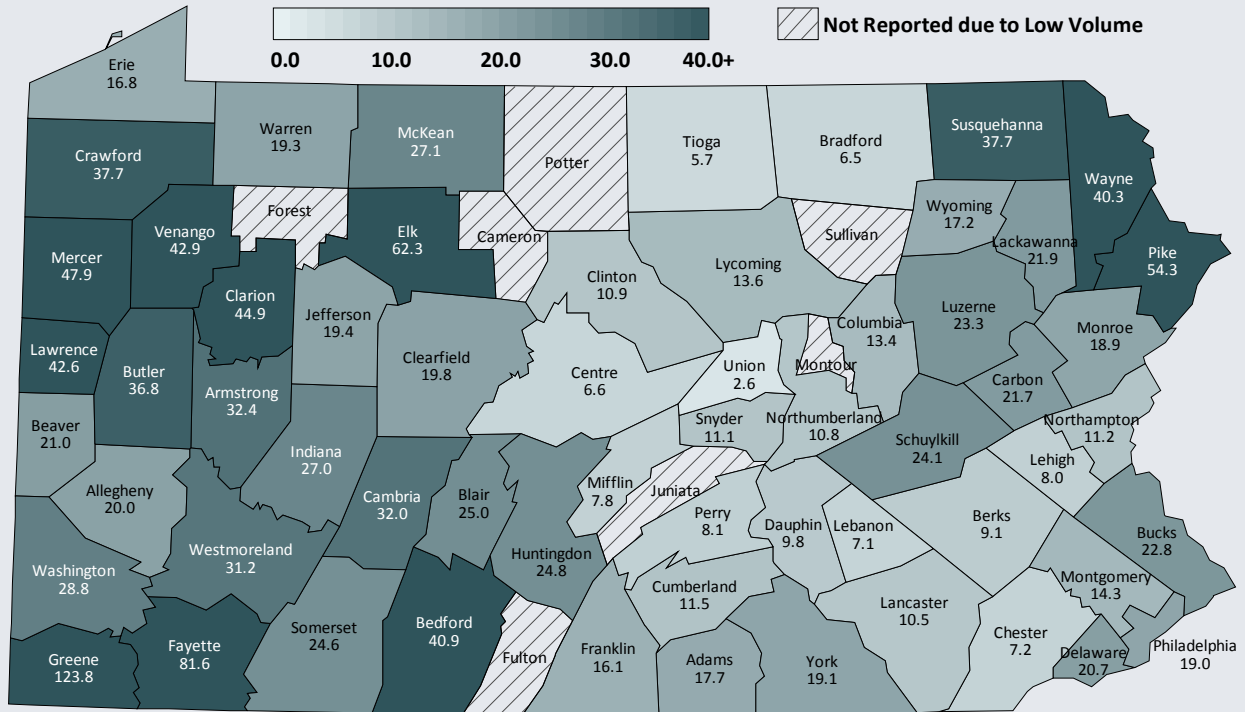 Not Reported due to Low Volume
0.0 10.0 20.0 30.0 40.0+
Erie
16.8
Warren
19.3
McKean
27.1
Potter
Tioga
5.7
Bradford
6.5
Susquehanna
37.7
Wayne
40.3
Crawford
37.7
Forest
Venango
42.9
Elk
62.3
Cameron
Sullivan
Wyoming
17.2
Lackawanna
21.9
Pike
54.3
Mercer
47.9
Clarion
44.9
Jefferson
19.4
Clinton
10.9
Lycoming
13.6
Columbia
13.4
Luzerne
23.3
Monroe
18.9
Lawrence
42.6
Butler
36.8
Armstrong
32.4
Clearfield
19.8
Centre
6.6
Union
2.6
Montour
Carbon
21.7
Beaver
21.0
Indiana
27.0
Snyder
11.1
Northumberland
10.8
Schuylkill
24.1
Northampton
11.2
Lehigh
8.0
Allegheny
20.0
Cambria
32.0
Blair
25.0
Mifflin
7.8
Juniata
Perry
8.1
Dauphin
9.8
Lebanon
7.1
Berks
9.1
Bucks
22.8
Westmoreland
31.2
Huntingdon
24.8
Washington
28.8
Cumberland
11.5
Lancaster
10.5
Montgomery
14.3
Greene
123.8
Fayette
81.6
Somerset
24.6
Bedford
40.9
Fulton
Franklin
16.1
Adams
17.7
York
19.1
Chester
7.2
Delaware
20.7
Philadelphia
19.0